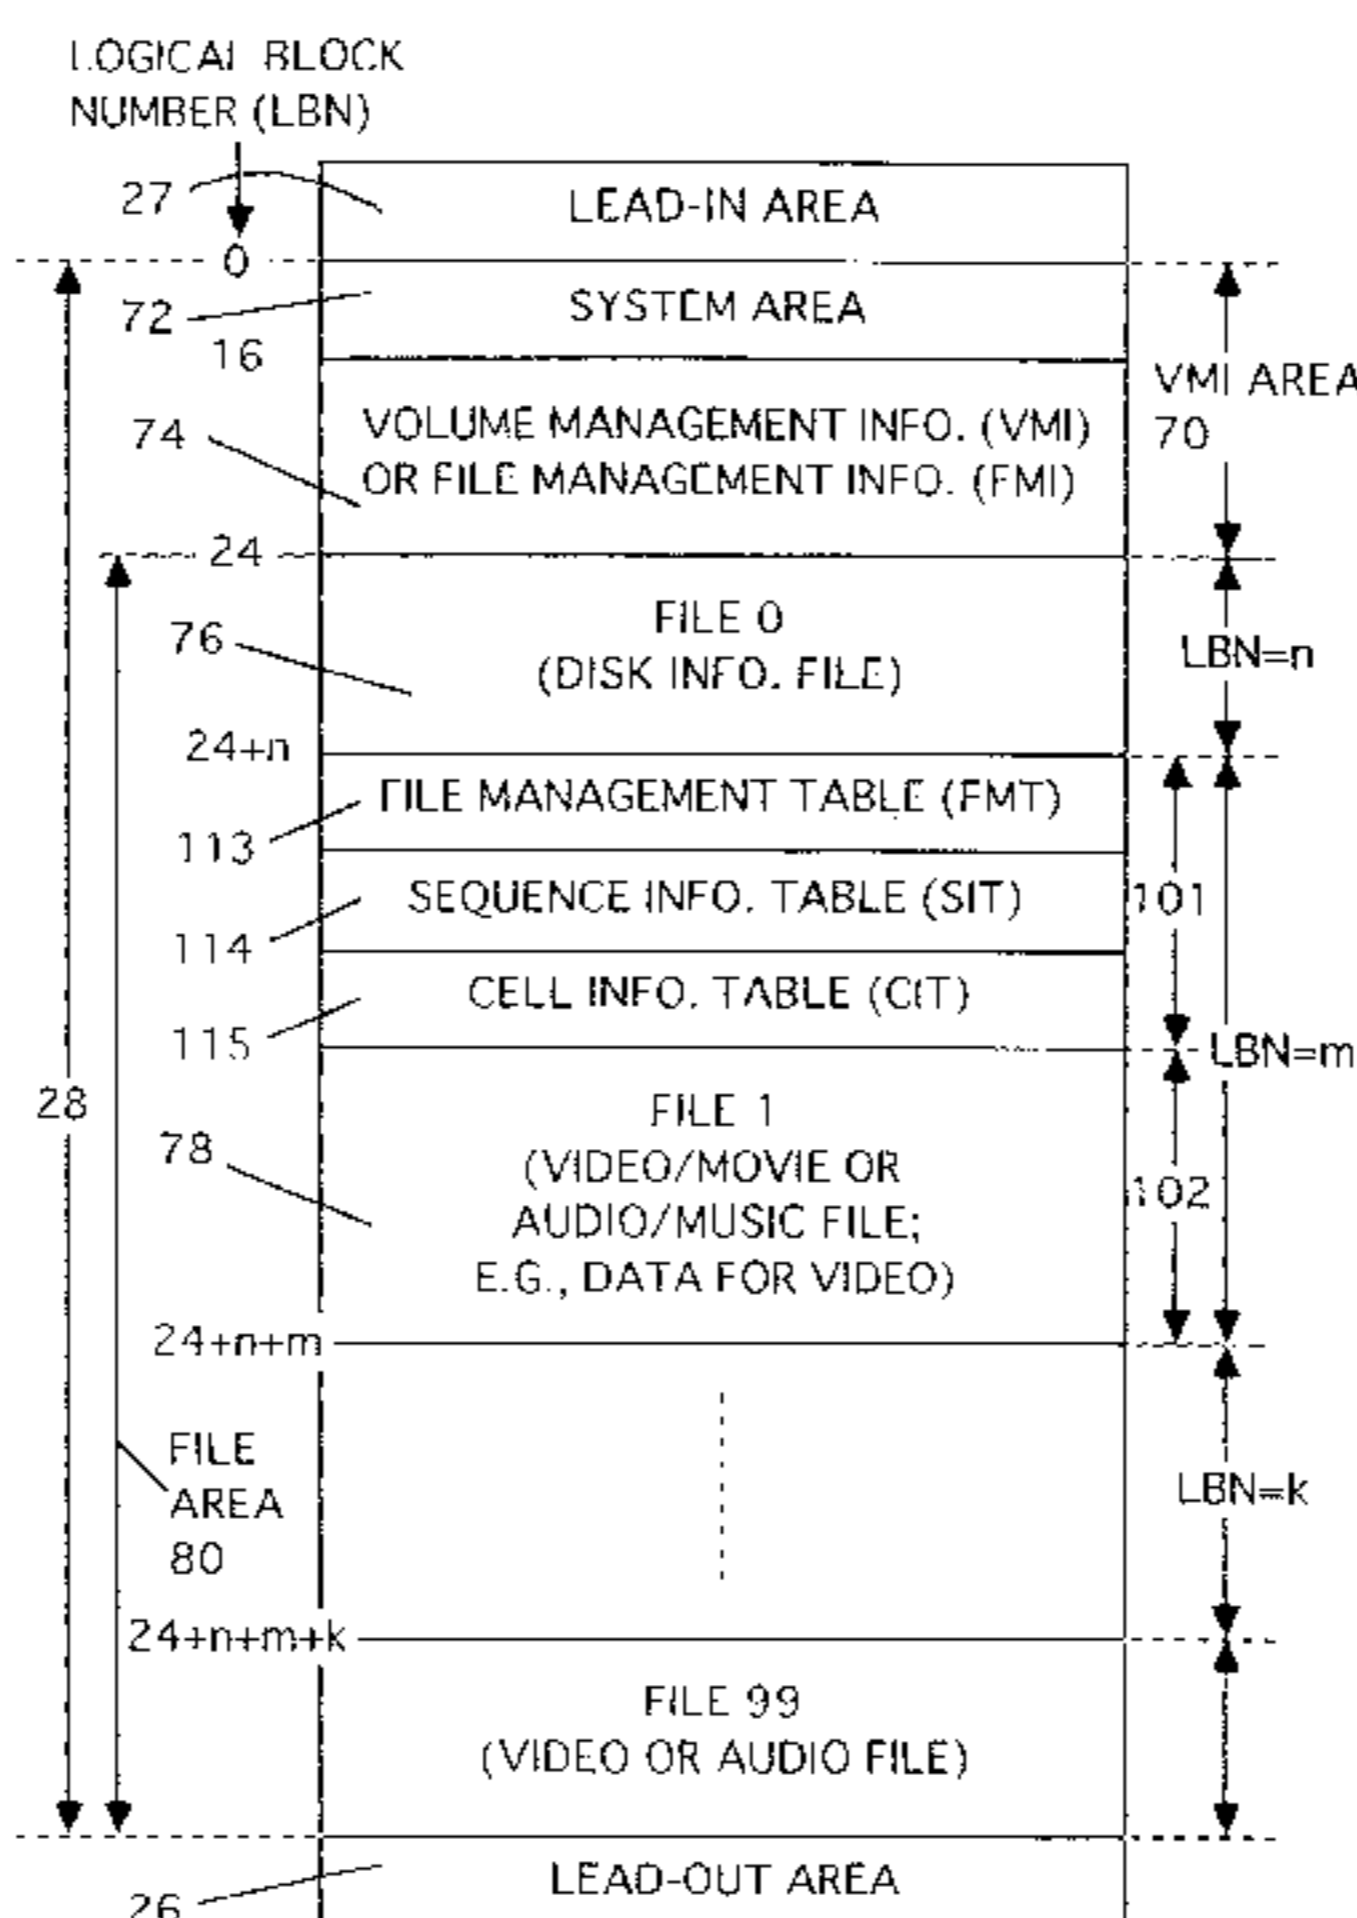 LOGICAL BLOCK
NUMBER (LBN)
27
LEAD-IN AREA
0
72
SYSTEM AREA
16
VMI AREA
70
74
VOLUME MANAGEMENT INFO. (VMI)
OR FILE MANAGEMENT INFO. (FMI)
24
FILE 0
(DISK INFO. FILE)
76
LBN=n
24+n
FILE MANAGEMENT TABLE (FMT)
113
SEQUENCE INFO. TABLE (SIT)
101
114
CELL INFO. TABLE (CIT)
115
LBN=m
28
FILE 1
(VIDEO/MOVIE OR
AUDIO/MUSIC FILE;
E.G., DATA FOR VIDEO)
78
102
24+n+m
FILE
AREA
80
LBN=k
24+n+m+k
FILE 99
(VIDEO OR AUDIO FILE)
LEAD-OUT AREA
26